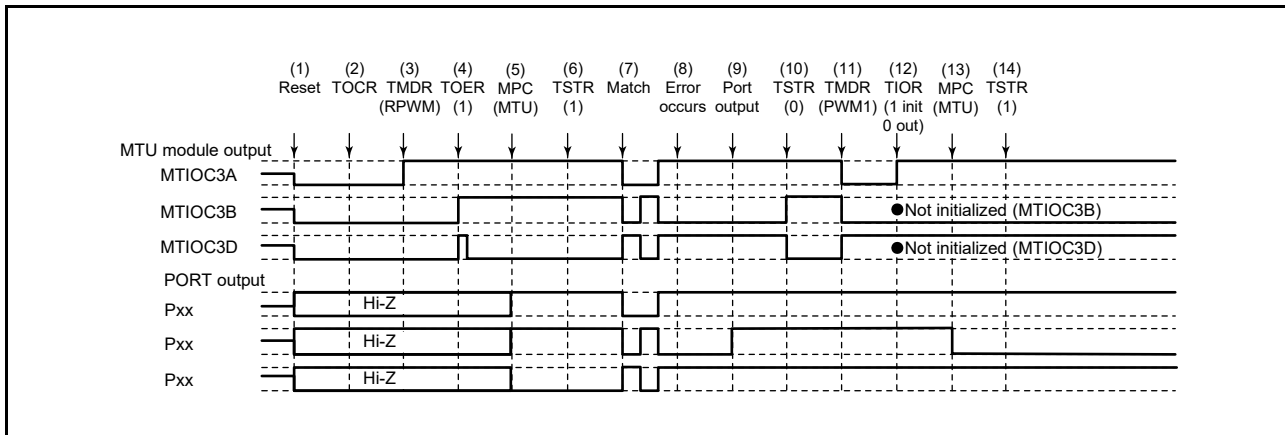 (1) (2) (3) (4) (5) (6) (7) (8) (9) (10) (11) (12) (13) (14)
Reset TOCR TMDR TOER MPC TSTR Match Error Port TSTR TMDR TIOR MPC TSTR
(RPWM) (1) (MTU) (1) occurs output (0) (PWM1) (1 init (MTU) (1)
0 out)
MTU module output
MTIOC3A
MTIOC3B ●Not initialized (MTIOC3B)
MTIOC3D ●Not initialized (MTIOC3D)
PORT output
Pxx Hi-Z
Pxx Hi-Z
Pxx Hi-Z